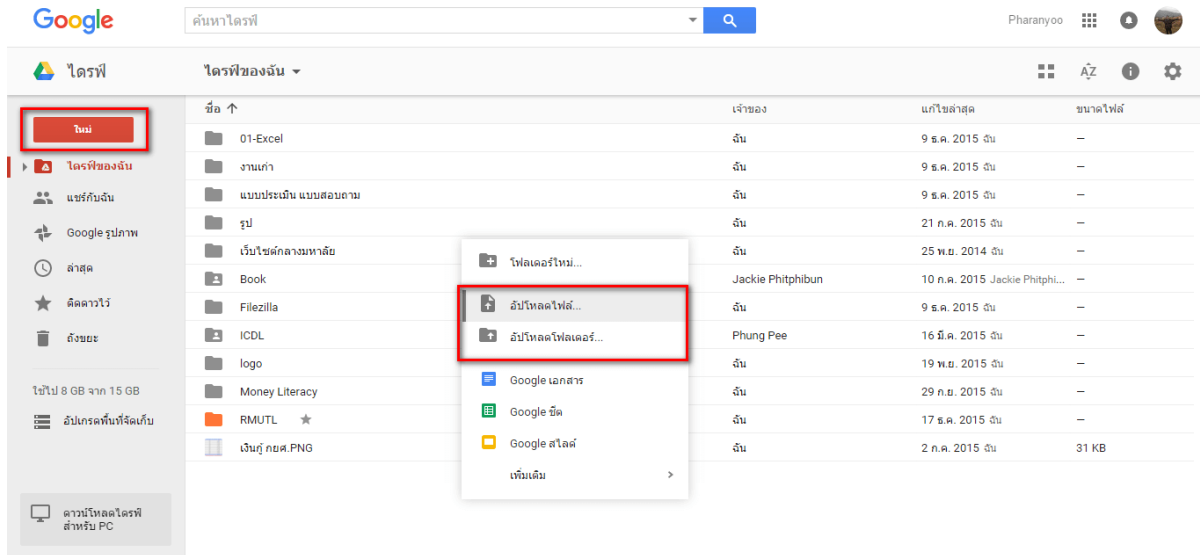 Google
ค้นหาไดรฟ์
Pharanyoo
ไดรฟ์
ไดรฟ์ของฉัน
AZ
ใหม่
ไดรฟ์ของฉัน
แชร์กับฉัน
Google รูปภาพ
ล่าสุด
ติดดาวไว้
ถังขยะ
ใช้ไป 8 GB จาก 15 GB
อัปเกรดพื้นที่จัดเก็บ
ดาวน์โหลดไดรฟ์
สำหรับ PC
ชื่อ เจ้าของ แก้ไขล่าสุด ขนาดไฟล์
01-Excel ฉัน 9 ธ.ค. 2015 ฉัน –
งานเก่า ฉัน 9 ธ.ค. 2015 ฉัน –
แบบประเมิน แบบสอบถาม ฉัน 9 ธ.ค. 2015 ฉัน –
รูป ฉัน 21 ก.ค. 2015 ฉัน –
เว็บไซต์กลางมหาลัย ฉัน 25 พ.ย. 2014 ฉัน –
Book Jackie Phitphibun 10 ก.ค. 2015 Jackie Phitphi... –
Filezilla ฉัน 9 ธ.ค. 2015 ฉัน –
ICDL Phung Pee 16 มี.ค. 2015 ฉัน –
logo ฉัน 19 พ.ย. 2015 ฉัน –
Money Literacy ฉัน 29 ก.ย. 2015 ฉัน –
RMUTL ฉัน 17 ธ.ค. 2015 ฉัน –
เงินกู้ กยศ.PNG ฉัน 2 ก.ค. 2015 ฉัน 31 KB
โฟลเดอร์ใหม่...
อัปโหลดไฟล์...
อัปโหลดโฟลเดอร์...
Google เอกสาร
Google ชีต
Google สไลด์
เพิ่มเติม